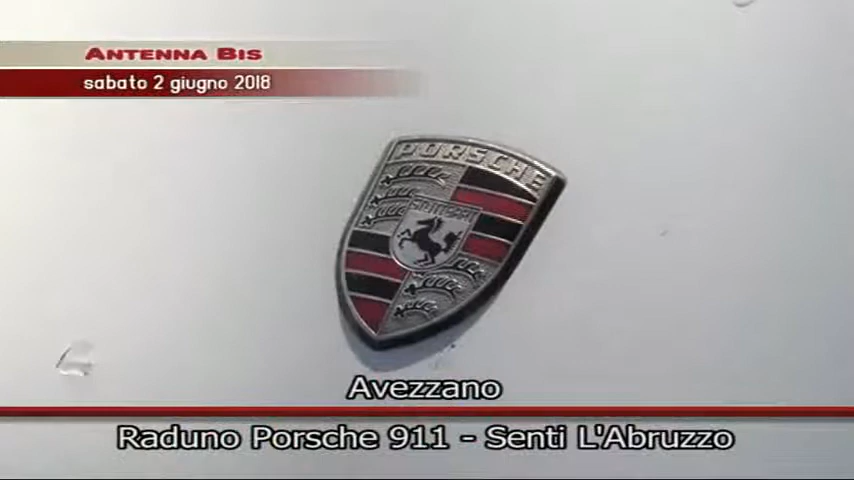 Antenna Bis
sabato 2 giugno 2018
PORSCHE
STUTTGART
Avezzano
Raduno Porsche 911 - Senti L'Abruzzo